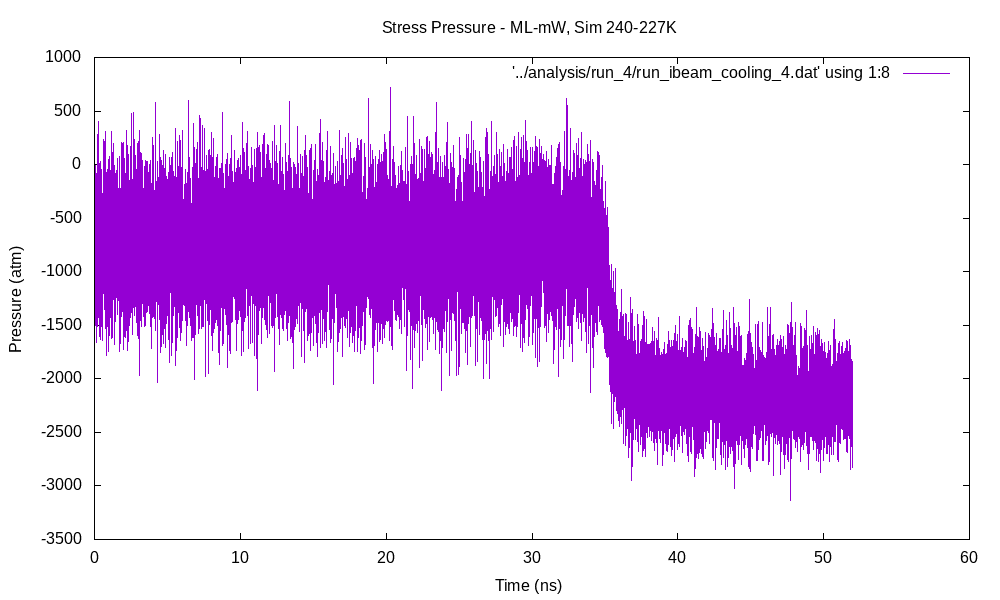 Stress Pressure - ML-mW, Sim 240-227K
'../analysis/run_4/run_ibeam_cooling_4.dat' using 1:8
1000
500
0
-500
-1000
-1500
-2000
-2500
-3000
-3500
Pressure (atm)
0 10 20 30 40 50 60
Time (ns)